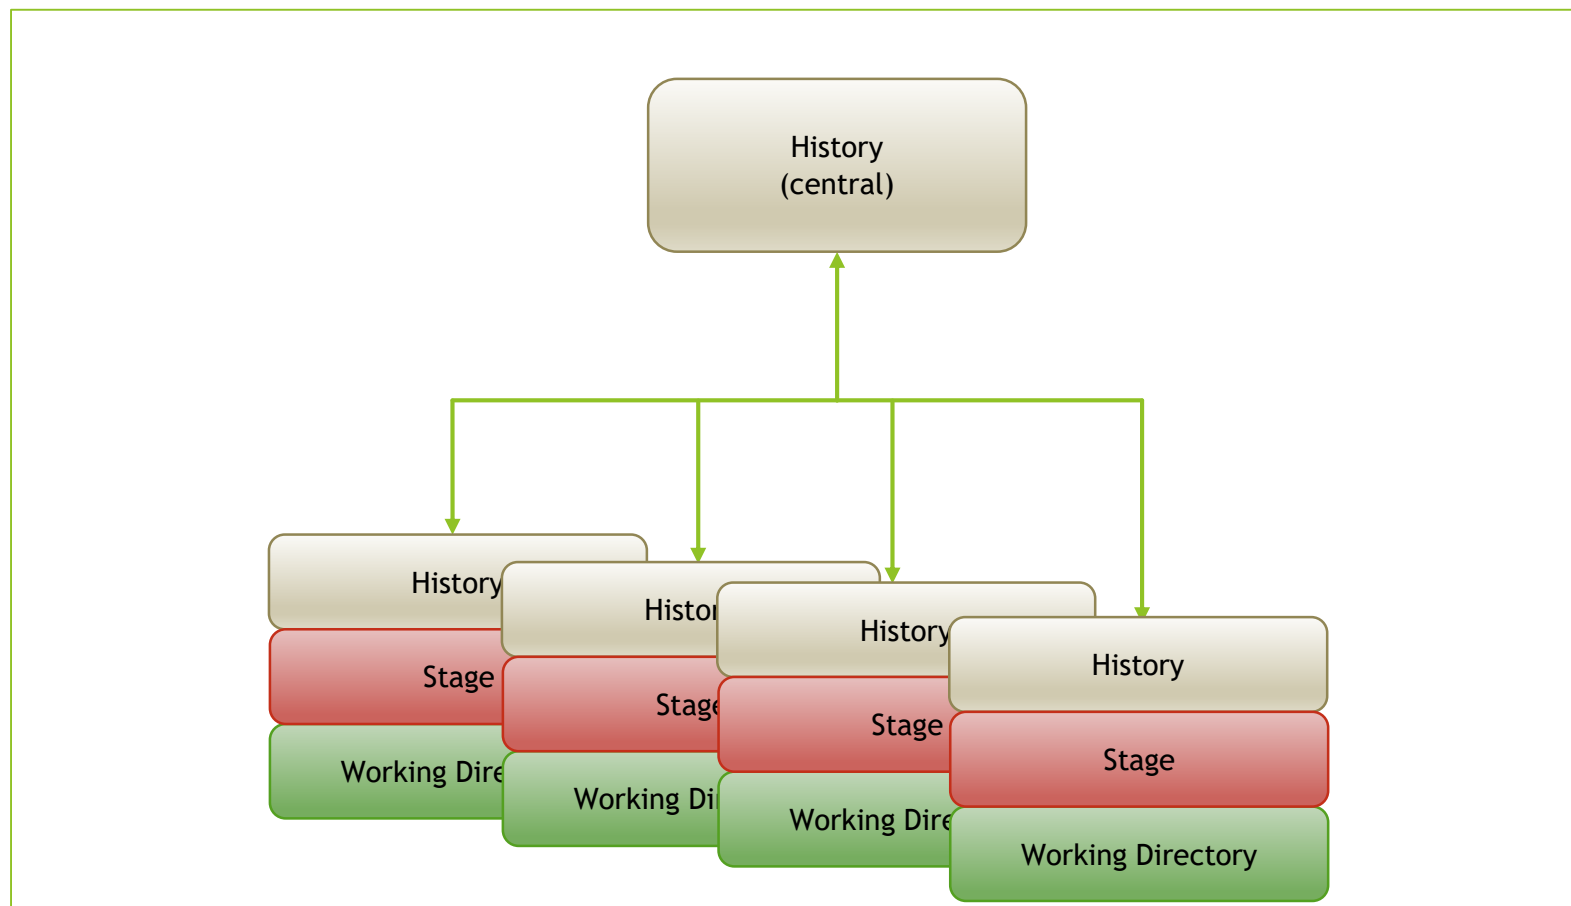 History
(central)
History
Stage
Working Dire
Histor
Stage
Working Di
History
Stage
Working Dire
History
Stage
Working Directory